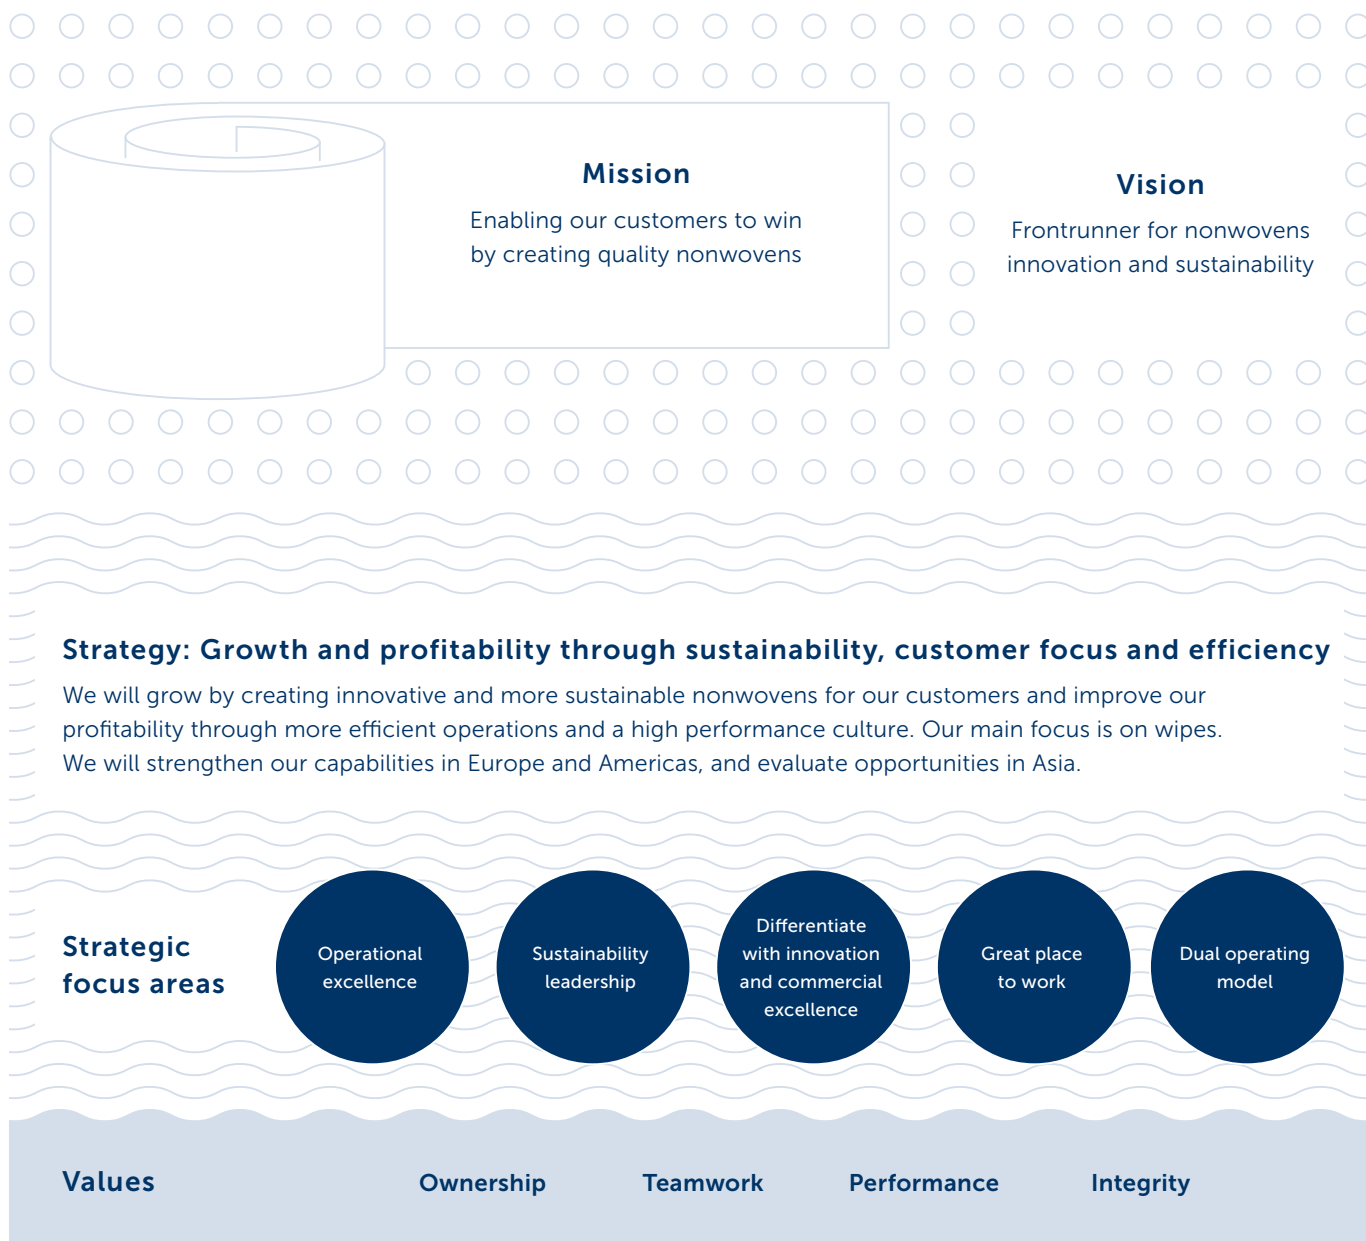 Mission
Enabling our customers to win
by creating quality nonwovens
Vision
Frontrunner for nonwovens
innovation and sustainability
Strategy: Growth and profitability through sustainability, customer focus and efficiency
We will grow by creating innovative and more sustainable nonwovens for our customers and improve our
profitability through more efficient operations and a high performance culture. Our main focus is on wipes.
We will strengthen our capabilities in Europe and Americas, and evaluate opportunities in Asia.
Strategic
focus areas
Operational
excellence
Sustainability
leadership
Differentiate
with innovation
and commercial
excellence
Great place
to work
Dual operating
model
Values
Ownership
Teamwork
Performance
Integrity